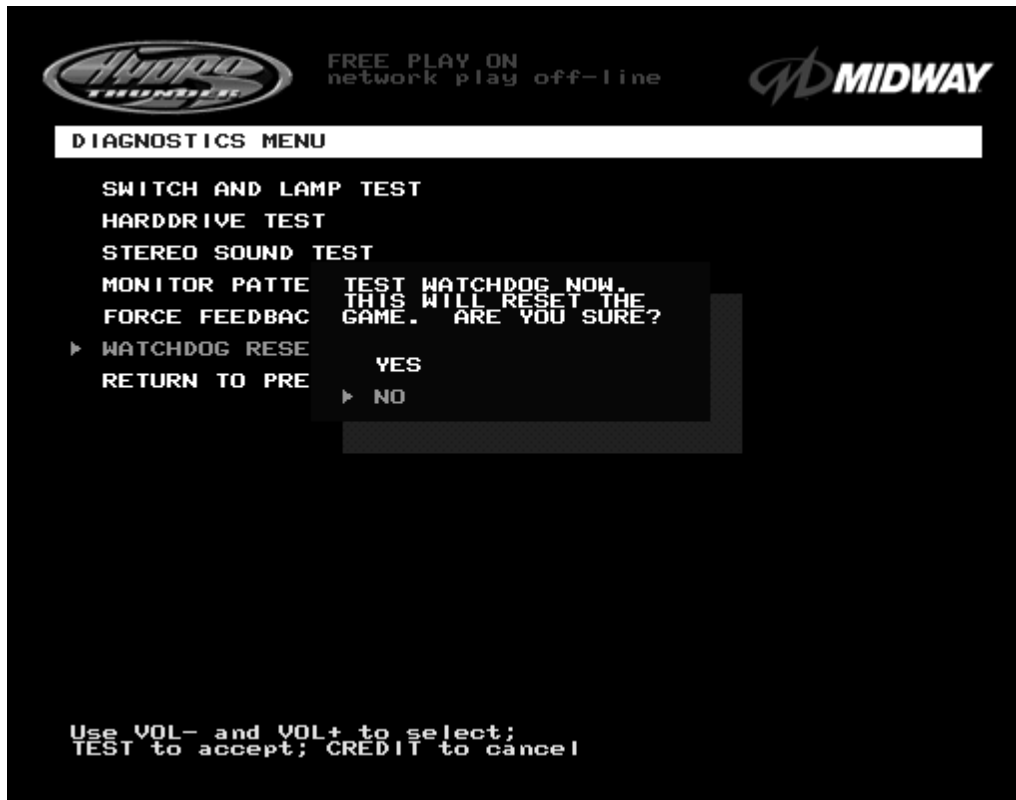 HYDRO
THUNDER
FREE PLAY ON
network play off-line
MIDWAY
DIAGNOSTICS MENU
SWITCH AND LAMP TEST
HARDDRIVE TEST
STEREO SOUND TEST
MONITOR PATTE
FORCE FEEDBAC
WATCHDOG RESE
RETURN TO PRE
TEST WATCHDOG NOW.
THIS WILL RESET THE
GAME. ARE YOU SURE?
YES
NO
Use VOL- and VOL+ to select;
TEST to accept; CREDIT to cancel